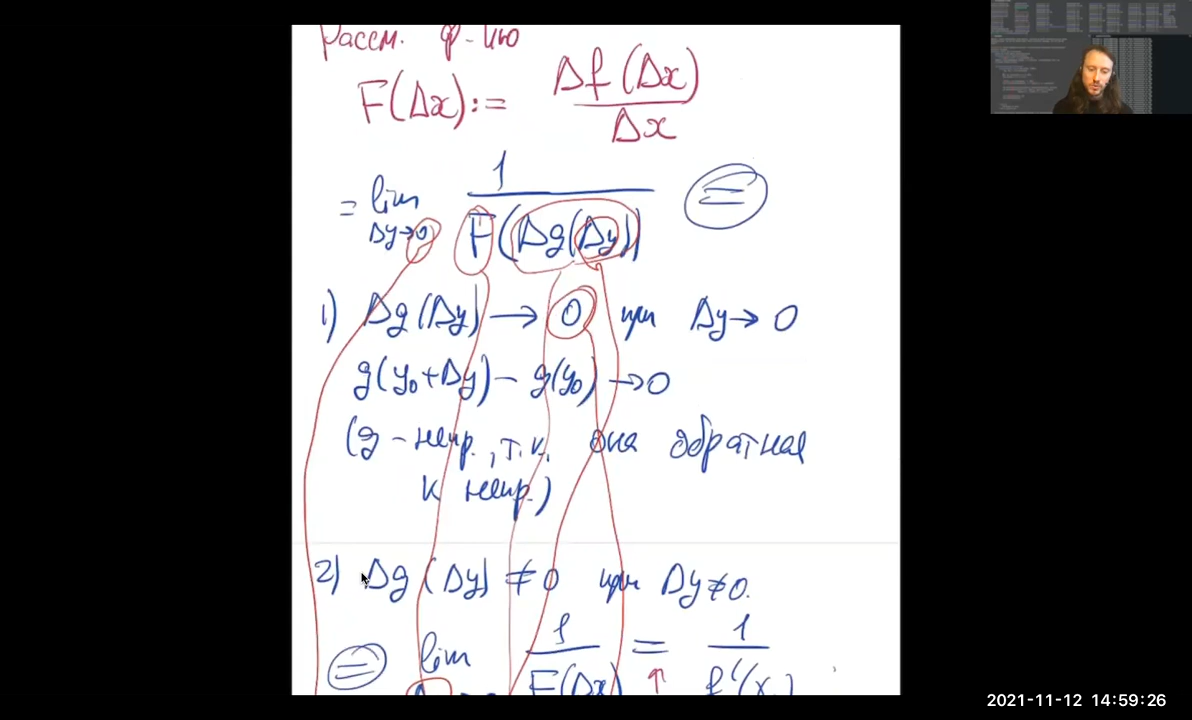 Рассм. ф-цию
F(Δx) := Δf(Δx) / Δx
= lim Δy→0 1 / F(Δg(Δy)) =
1) Δg(Δy) → 0 при Δy → 0
g(y₀+Δy) − g(y₀) → 0
(g – непр., т.к. она обратная
к непр.)
2) Δg(Δy) ≠ 0 при Δy ≠ 0.
= lim 1 / F(Δx) = 1 / f'(x₀)
2021-11-12 14:59:26